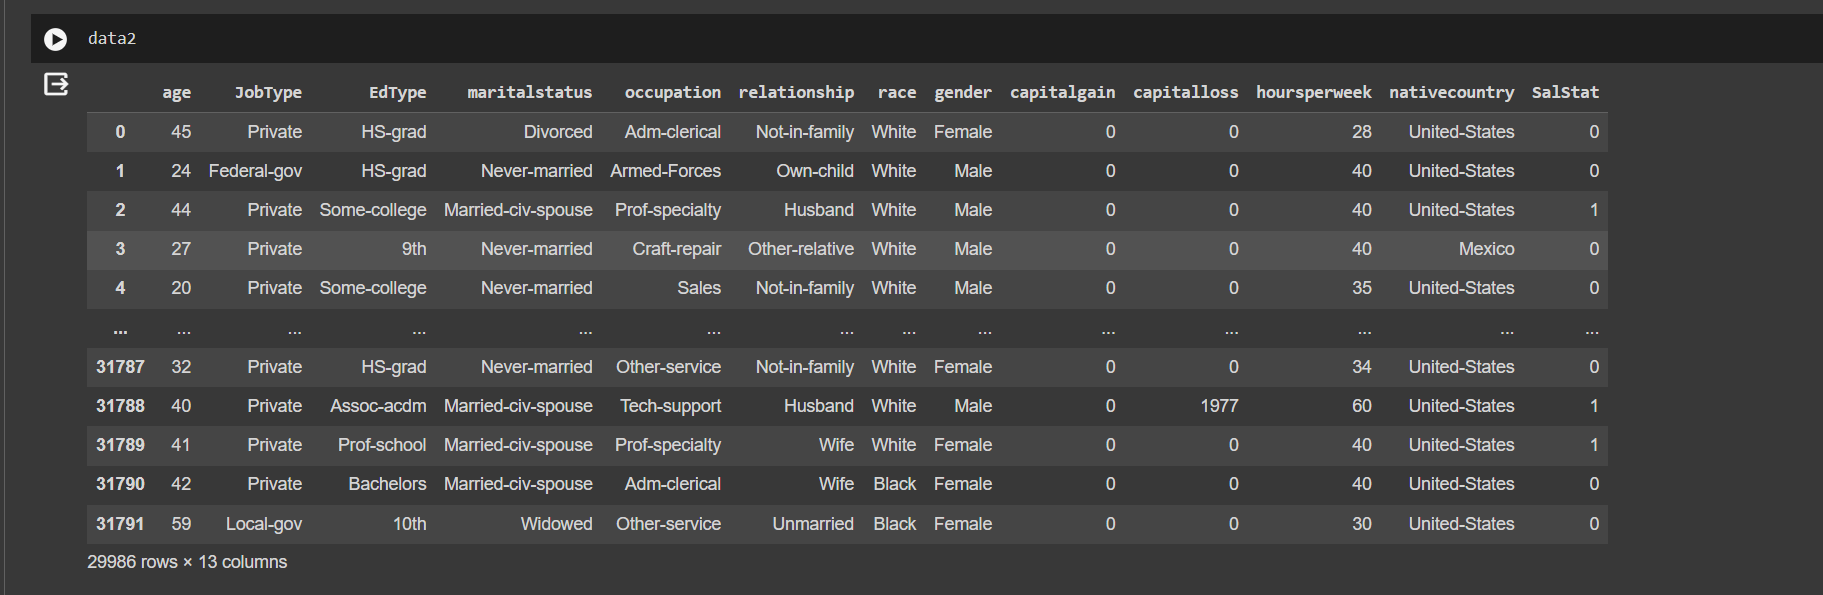 data2
age JobType EdType maritalstatus occupation relationship race gender capitalgain capitalloss hoursperweek nativecountry SalStat
0 45 Private HS-grad Divorced Adm-clerical Not-in-family White Female 0 0 28 United-States 0
1 24 Federal-gov HS-grad Never-married Armed-Forces Own-child White Male 0 0 40 United-States 0
2 44 Private Some-college Married-civ-spouse Prof-specialty Husband White Male 0 0 40 United-States 1
3 27 Private 9th Never-married Craft-repair Other-relative White Male 0 0 40 Mexico 0
4 20 Private Some-college Never-married Sales Not-in-family White Male 0 0 35 United-States 0
... ... ... ... ... ... ... ... ... ... ... ... ... ...
31787 32 Private HS-grad Never-married Other-service Not-in-family White Female 0 0 34 United-States 0
31788 40 Private Assoc-acdm Married-civ-spouse Tech-support Husband White Male 0 1977 60 United-States 1
31789 41 Private Prof-school Married-civ-spouse Prof-specialty Wife White Female 0 0 40 United-States 1
31790 42 Private Bachelors Married-civ-spouse Adm-clerical Wife Black Female 0 0 40 United-States 0
31791 59 Local-gov 10th Widowed Other-service Unmarried Black Female 0 0 30 United-States 0
29986 rows × 13 columns